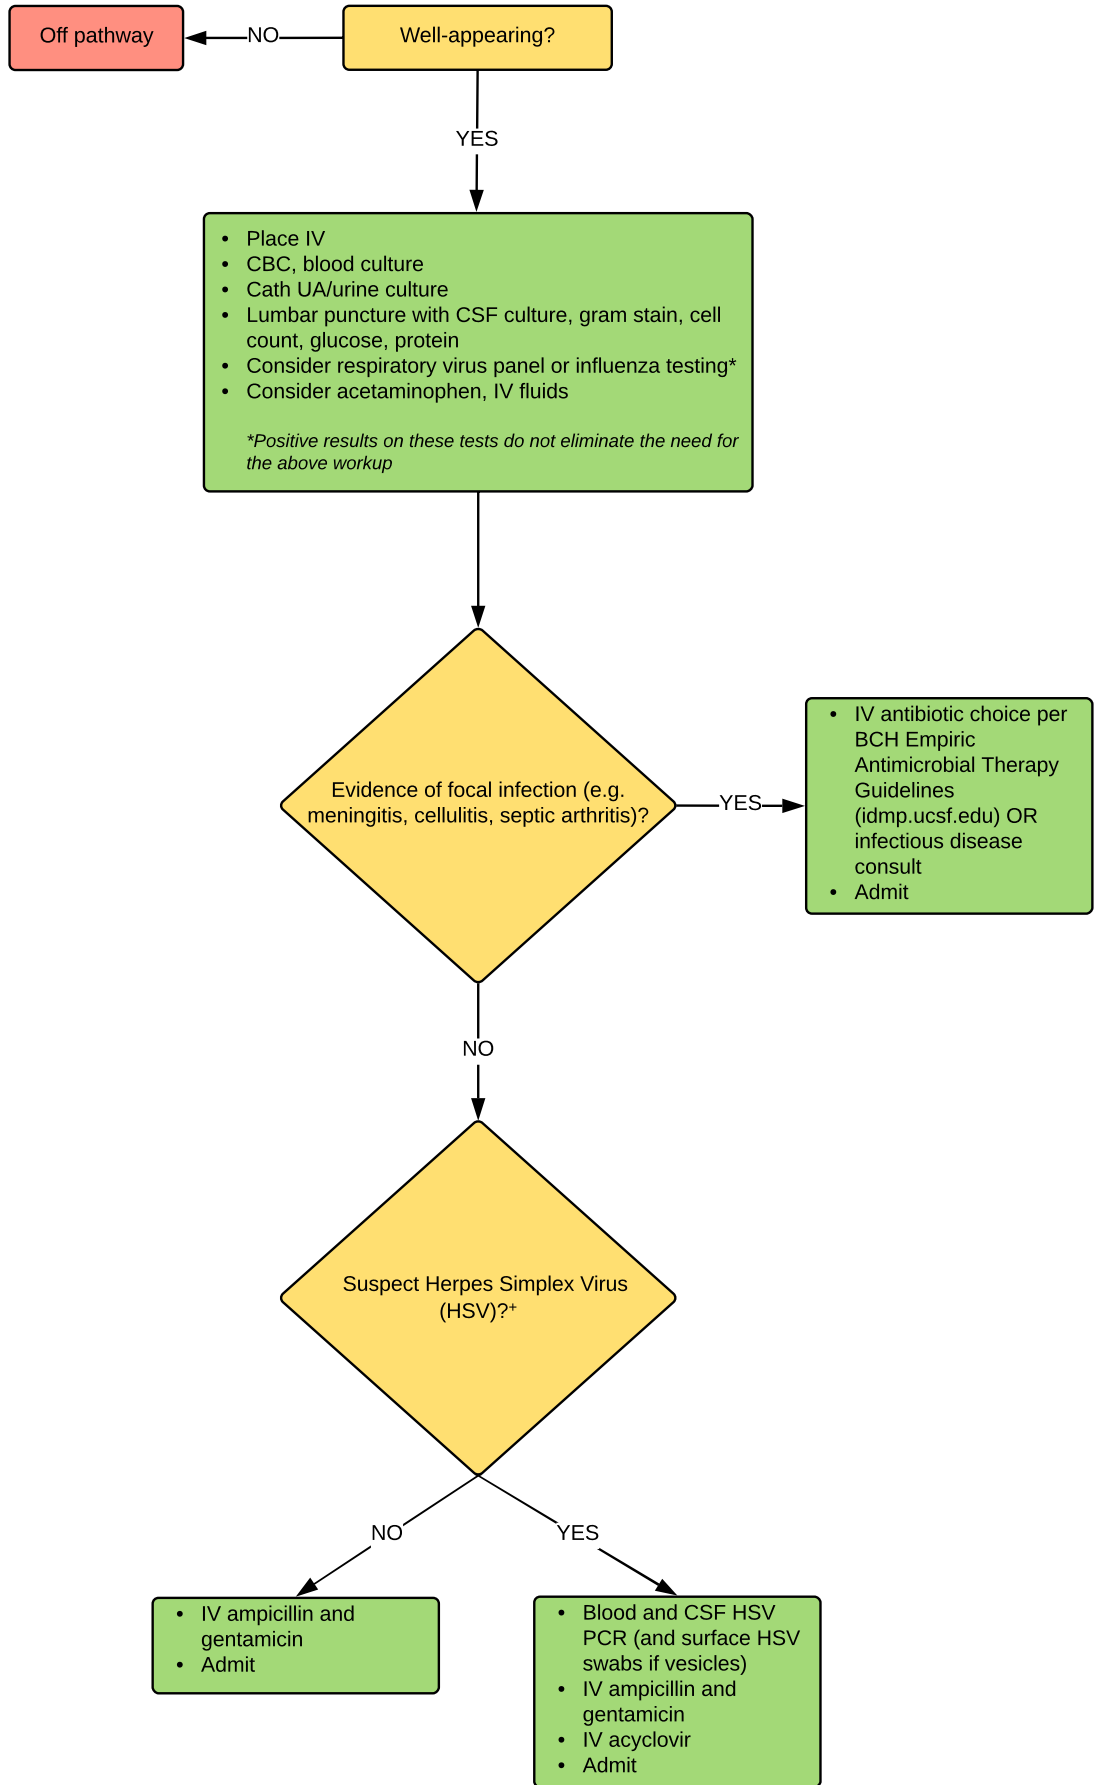 Off pathway
NO
Well-appearing?
YES
• Place IV
• CBC, blood culture
• Cath UA/urine culture
• Lumbar puncture with CSF culture, gram stain, cell
count, glucose, protein
• Consider respiratory virus panel or influenza testing*
• Consider acetaminophen, IV fluids
*Positive results on these tests do not eliminate the need for
the above workup
Evidence of focal infection (e.g.
meningitis, cellulitis, septic arthritis)?
YES
• IV antibiotic choice per
BCH Empiric
Antimicrobial Therapy
Guidelines
(idmp.ucsf.edu) OR
infectious disease
consult
• Admit
NO
Suspect Herpes Simplex Virus
(HSV)?⁺
NO
YES
• IV ampicillin and
gentamicin
• Admit
• Blood and CSF HSV
PCR (and surface HSV
swabs if vesicles)
• IV ampicillin and
gentamicin
• IV acyclovir
• Admit